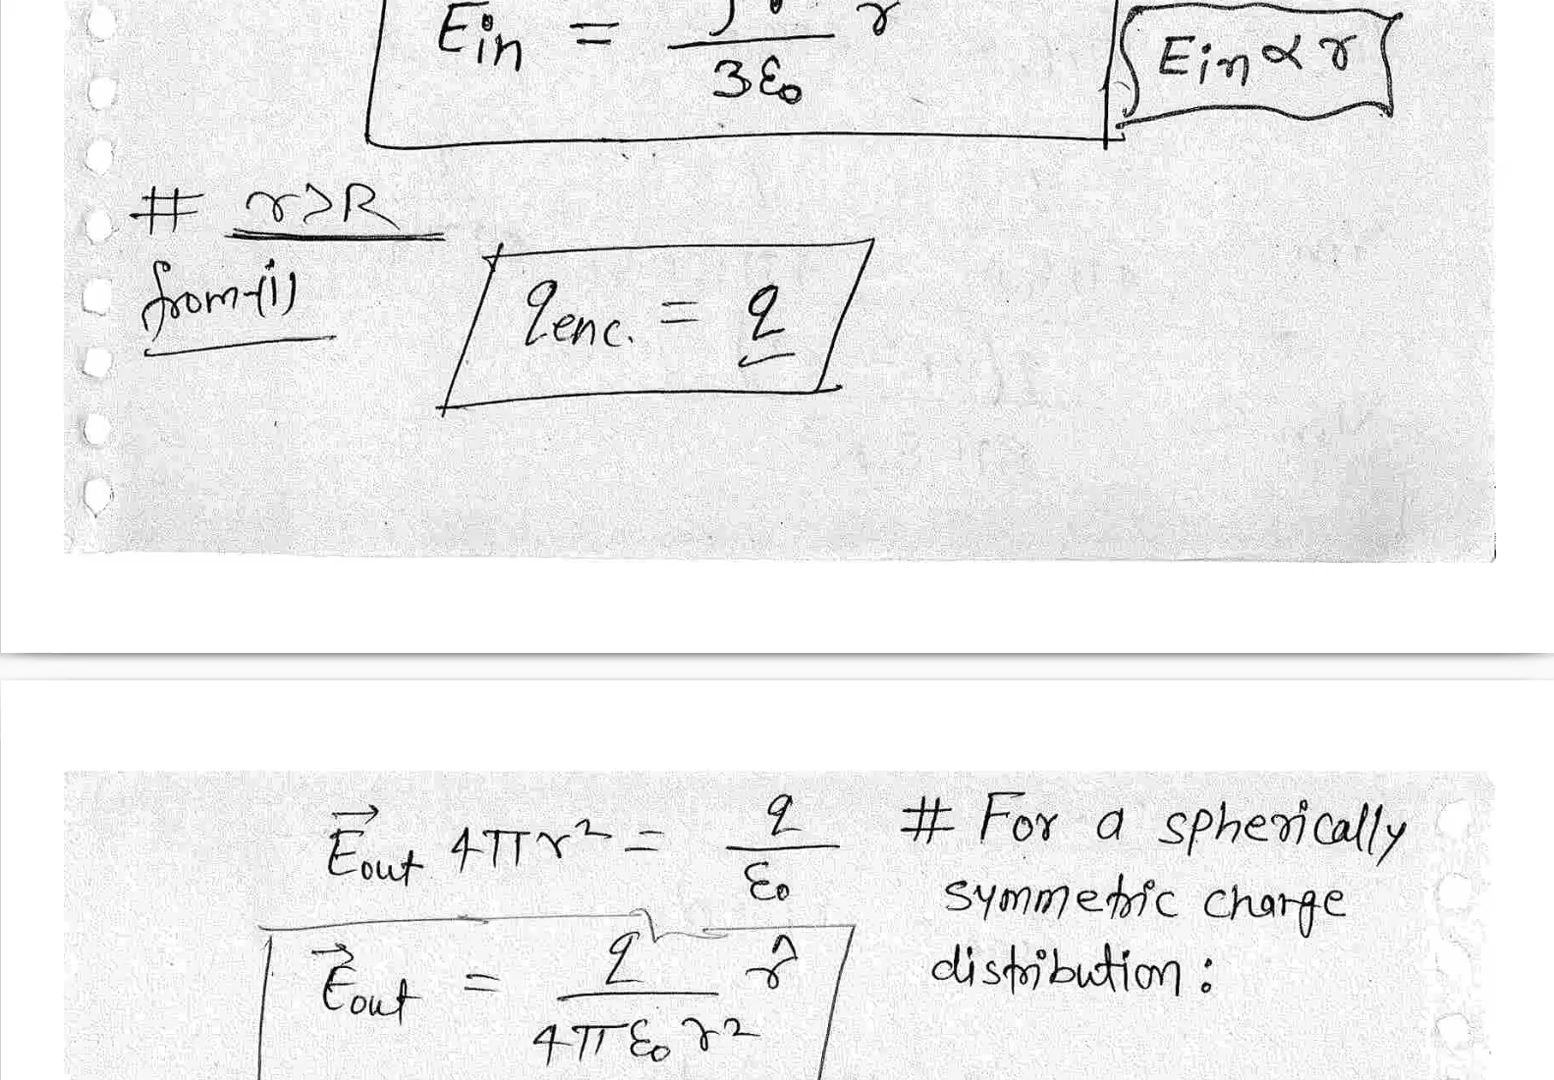 Ein = ― r
3ε₀
Ein ∝ r
# r>R
from-(i)
qenc. = q
E⃗out 4πr² = q/ε₀
E⃗out = q/4πε₀r² r̂
# For a spherically
symmetric charge
distribution: